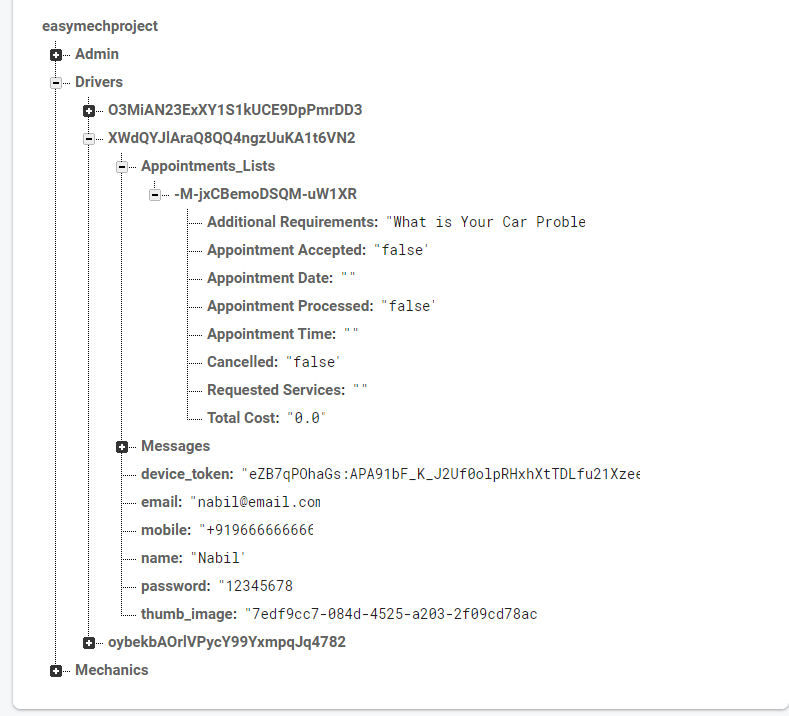 easymechproject
Admin
Drivers
O3MiAN23ExXY1S1kUCE9DpPmrDD3
XWdQYJlAraQ8QQ4ngzUuKA1t6VN2
Appointments_Lists
-M-jxCBemoDSQM-uW1XR
Additional Requirements: "What is Your Car Proble
Appointment Accepted: "false"
Appointment Date: ""
Appointment Processed: "false"
Appointment Time: ""
Cancelled: "false"
Requested Services: ""
Total Cost: "0.0"
Messages
device_token: "eZB7qPOhaGs:APA91bF_K_J2Uf0olpRHxhXtTDLfu21Xzee
email: "nabil@email.com
mobile: "+919666666666
name: "Nabil"
password: "12345678
thumb_image: "7edf9cc7-084d-4525-a203-2f09cd78ac
oybekbAOrlVPycY99YxmpqJq4782
Mechanics